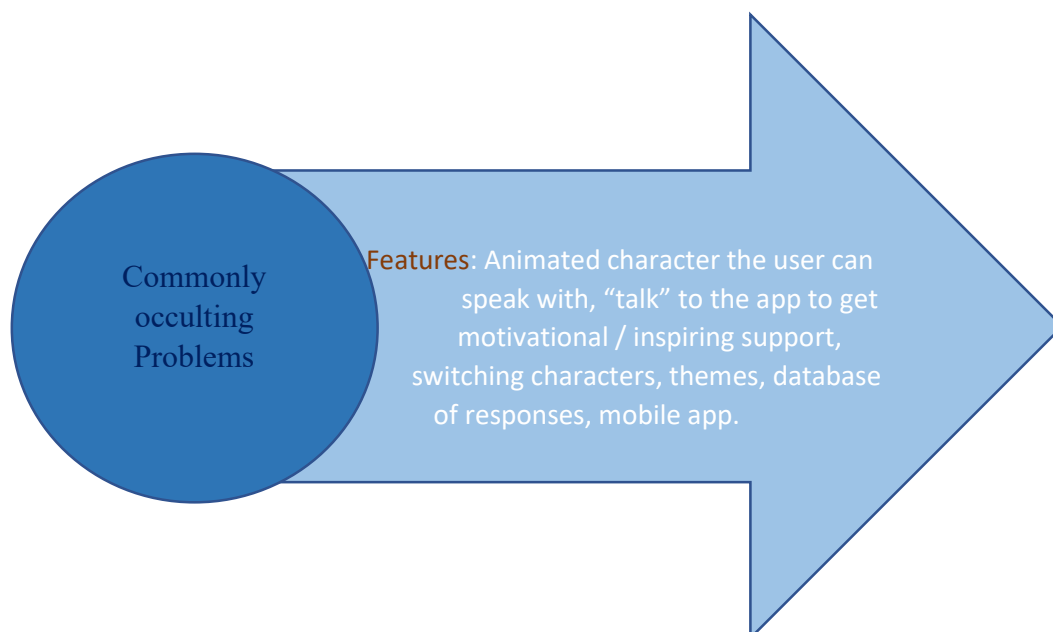 Commonly
occulting
Problems
Features: Animated character the user can
speak with, “talk” to the app to get
motivational / inspiring support,
switching characters, themes, database
of responses, mobile app.